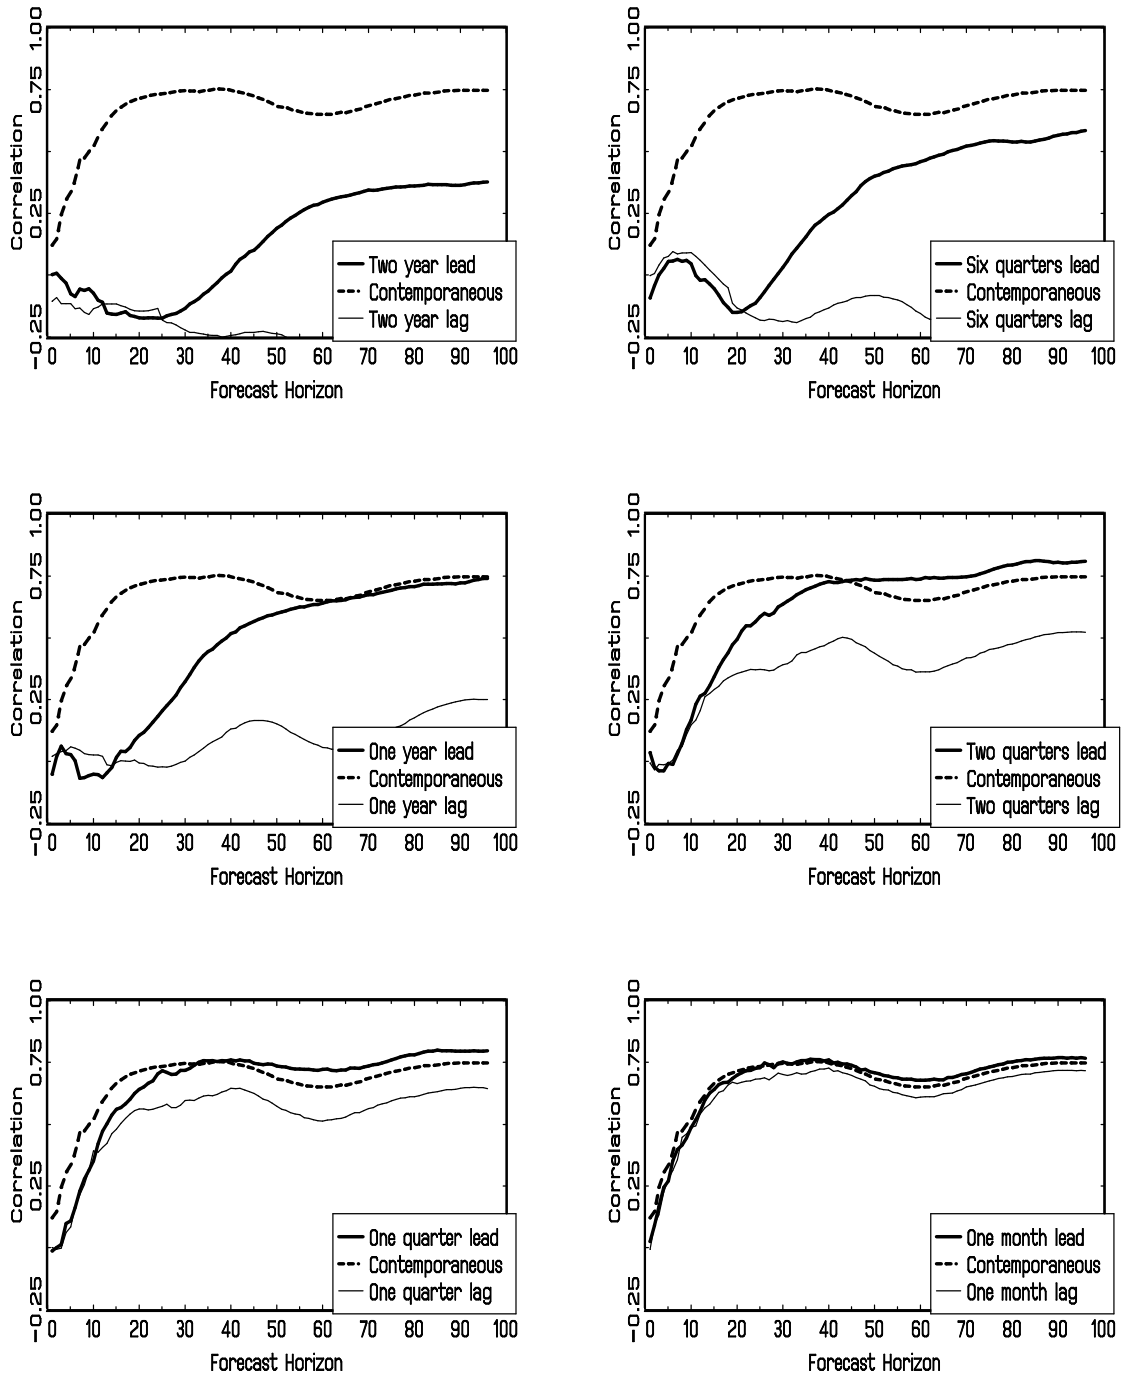 1.00
0.75
0.25
-0.25
Correlation
Two year lead
Contemporaneous
Two year lag
0 10 20 30 40 50 60 70 80 90 100
Forecast Horizon
1.00
0.75
0.25
-0.25
Correlation
Six quarters lead
Contemporaneous
Six quarters lag
0 10 20 30 40 50 60 70 80 90 100
Forecast Horizon
1.00
0.75
0.25
-0.25
Correlation
One year lead
Contemporaneous
One year lag
0 10 20 30 40 50 60 70 80 90 100
Forecast Horizon
1.00
0.75
0.25
-0.25
Correlation
Two quarters lead
Contemporaneous
Two quarters lag
0 10 20 30 40 50 60 70 80 90 100
Forecast Horizon
1.00
0.75
0.25
-0.25
Correlation
One quarter lead
Contemporaneous
One quarter lag
0 10 20 30 40 50 60 70 80 90 100
Forecast Horizon
1.00
0.75
0.25
-0.25
Correlation
One month lead
Contemporaneous
One month lag
0 10 20 30 40 50 60 70 80 90 100
Forecast Horizon